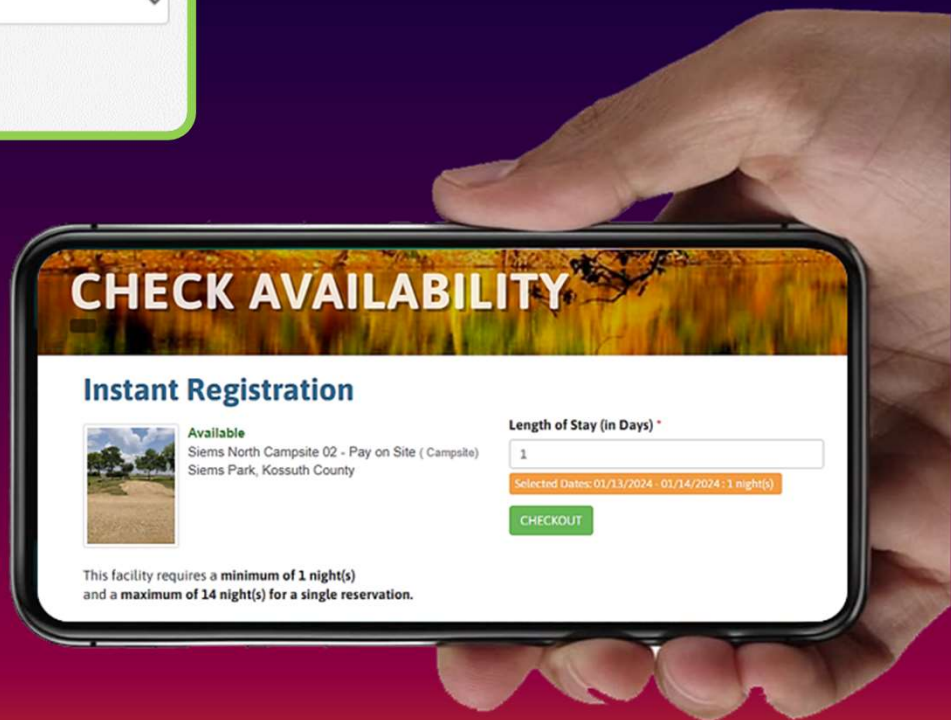 CHECK AVAILABILITY
Instant Registration
Available
Siems North Campsite 02 - Pay on Site ( Campsite)
Siems Park, Kossuth County
Length of Stay (in Days) *
1
Selected Dates: 01/13/2024 - 01/14/2024 : 1 night(s)
CHECKOUT
This facility requires a minimum of 1 night(s)
and a maximum of 14 night(s) for a single reservation.